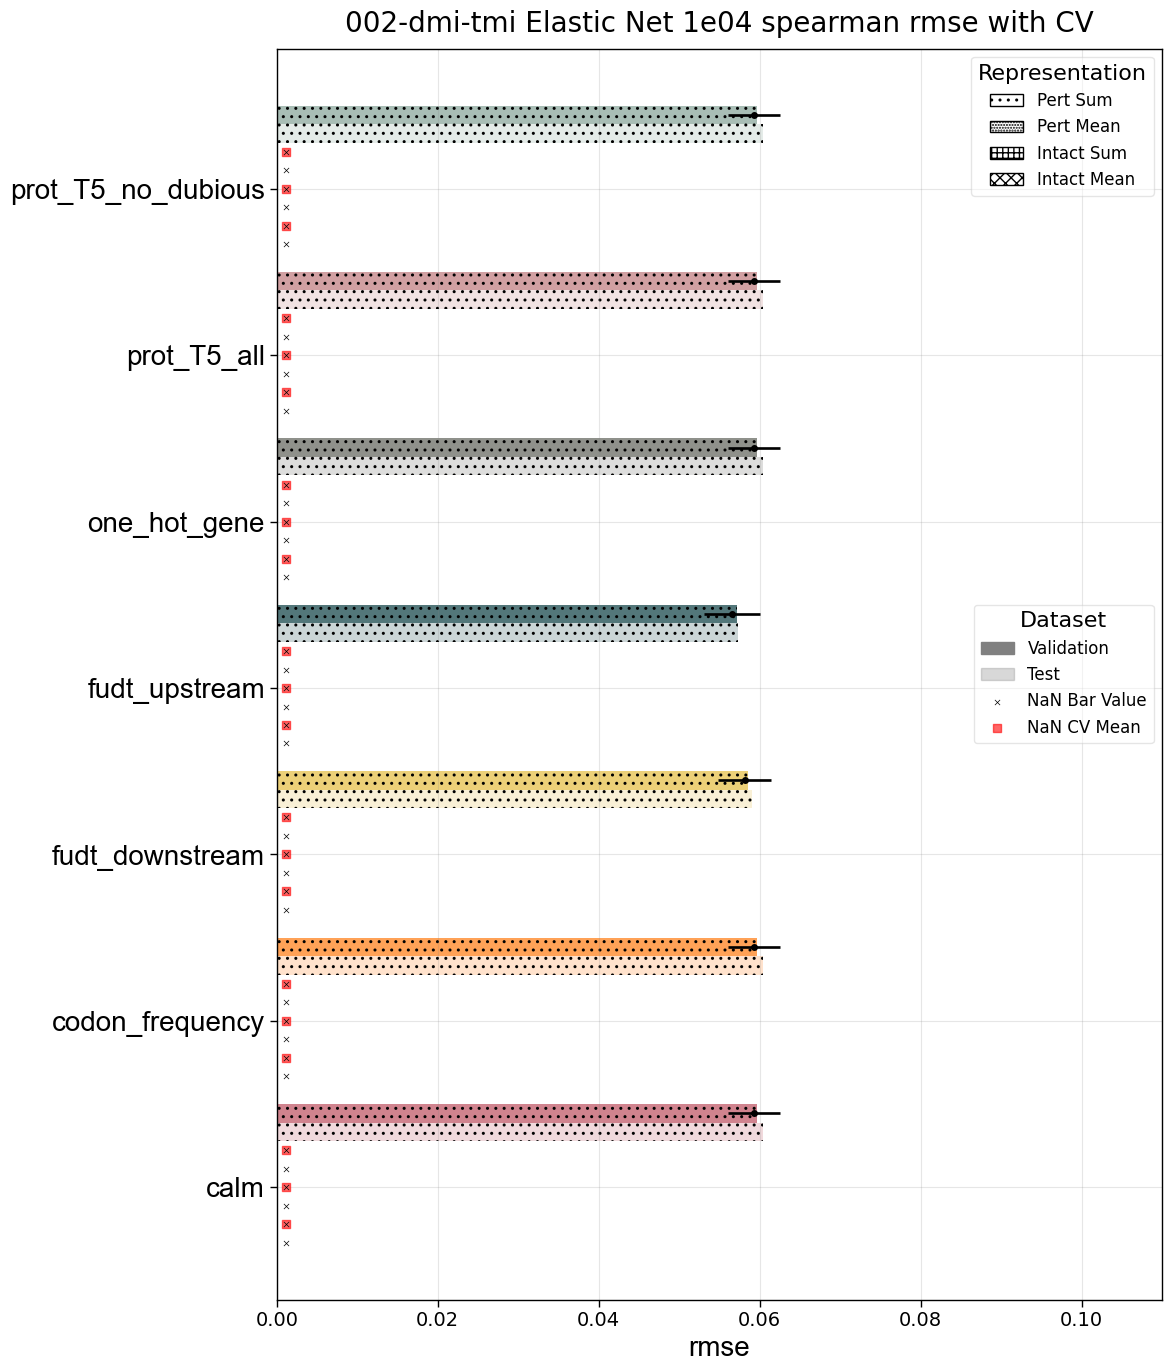 002-dmi-tmi Elastic Net 1e04 spearman rmse with CV
Representation
Pert Sum
Pert Mean
Intact Sum
Intact Mean
prot_T5_no_dubious
prot_T5_all
one_hot_gene
fudt_upstream
fudt_downstream
codon_frequency
calm
Dataset
Validation
Test
NaN Bar Value
NaN CV Mean
0.00 0.02 0.04 0.06 0.08 0.10
rmse